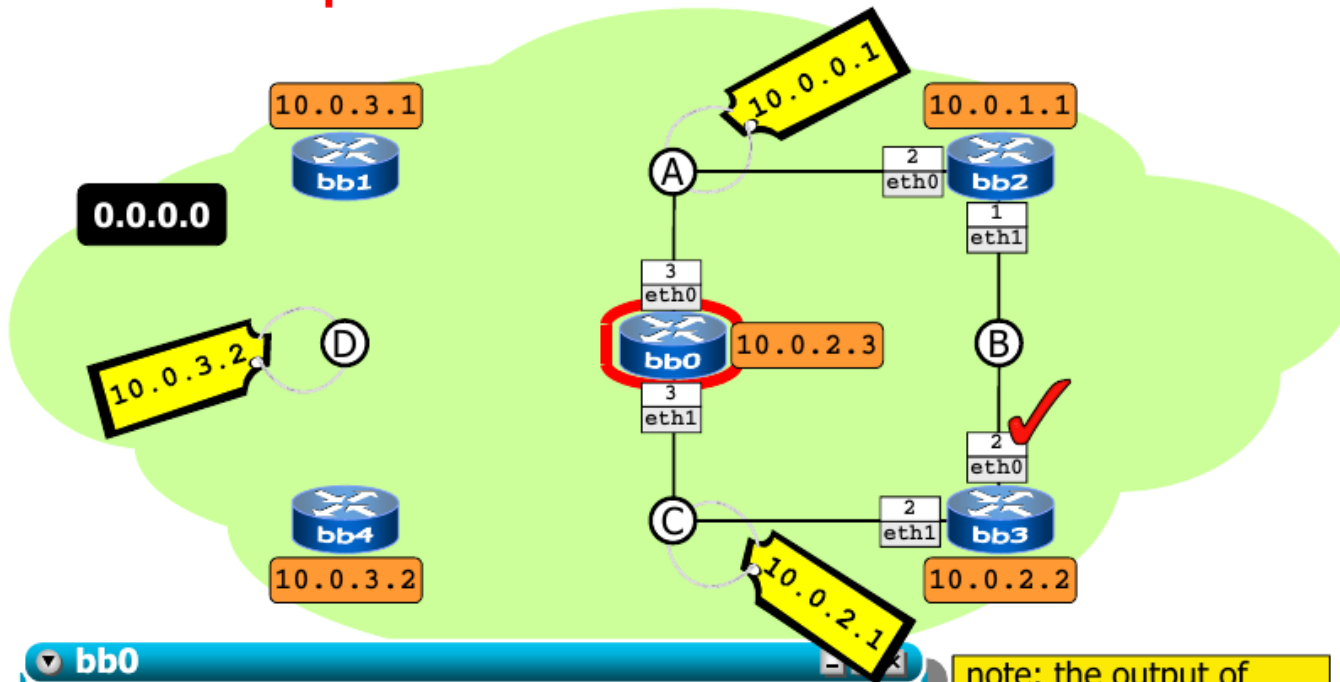 10.0.0.1
10.0.3.1
10.0.1.1
A
2
eth0
bb1
bb2
0.0.0.0
1
eth1
3
eth0
10.0.3.2
D
bb0
10.0.2.3
B
3
eth1
2
eth0
C
2
eth1
bb4
bb3
10.0.3.2
10.0.2.1
10.0.2.2
bb0
note: the output of